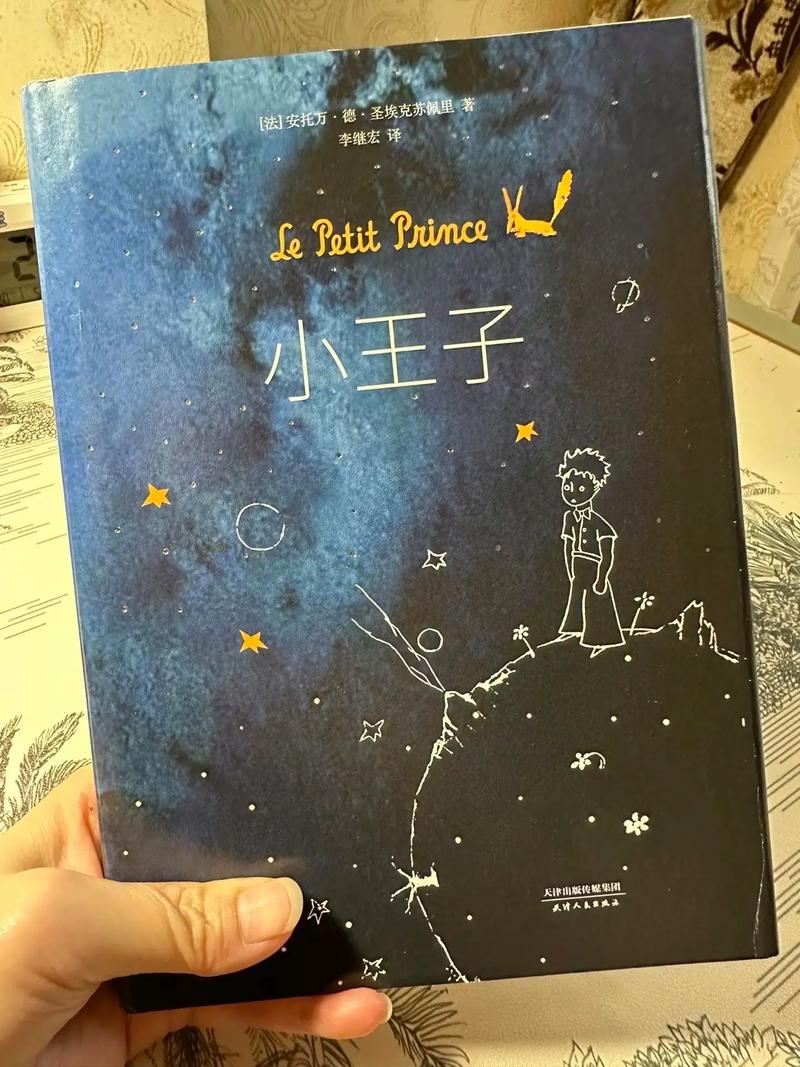 [法] 安托万·德·圣埃克苏佩里 著
李继宏 译
Le Petit Prince
小王子
天津出版传媒集团
天津人民出版社